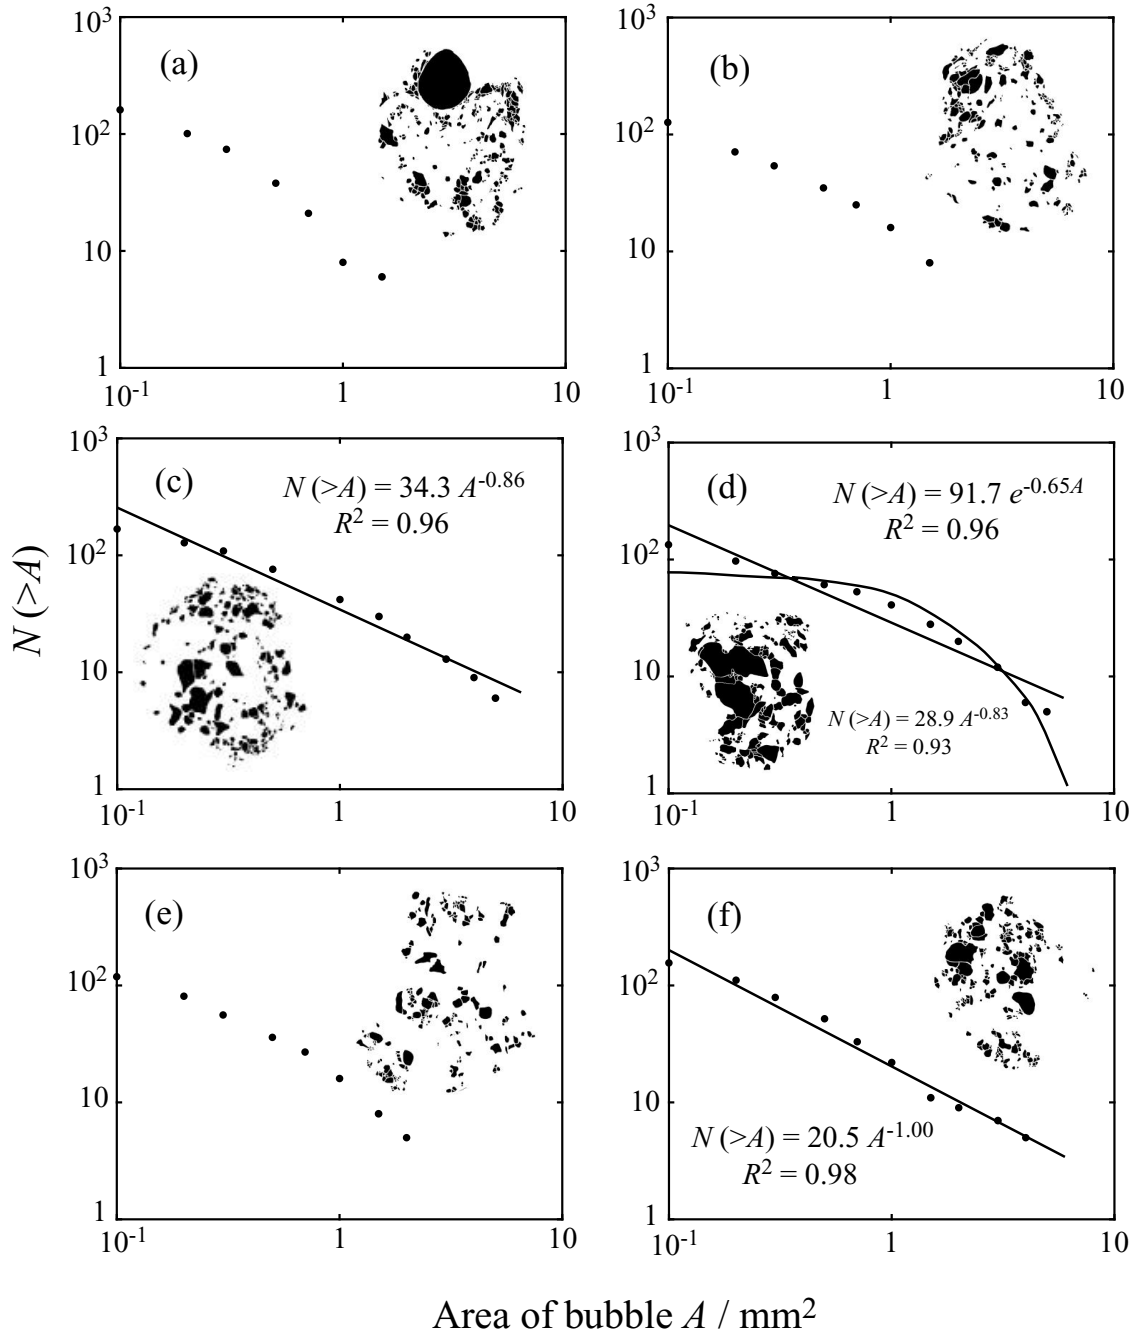 10³
(a)
10²
10
1
10⁻¹ 1 10
10³
(b)
10²
10
1
10⁻¹ 1 10
N (>A)
10³
(c)
N (>A) = 34.3 A⁻⁰·⁸⁶
R² = 0.96
10²
10
1
10⁻¹ 1 10
10³
(d)
N (>A) = 91.7 e⁻⁰·⁶⁵ᴬ
R² = 0.96
10²
10
N (>A) = 28.9 A⁻⁰·⁸³
R² = 0.93
1
10⁻¹ 1 10
10³
(e)
10²
10
1
10⁻¹ 1 10
10³
(f)
10²
10
N (>A) = 20.5 A⁻¹·⁰⁰
R² = 0.98
1
10⁻¹ 1 10
Area of bubble A / mm²